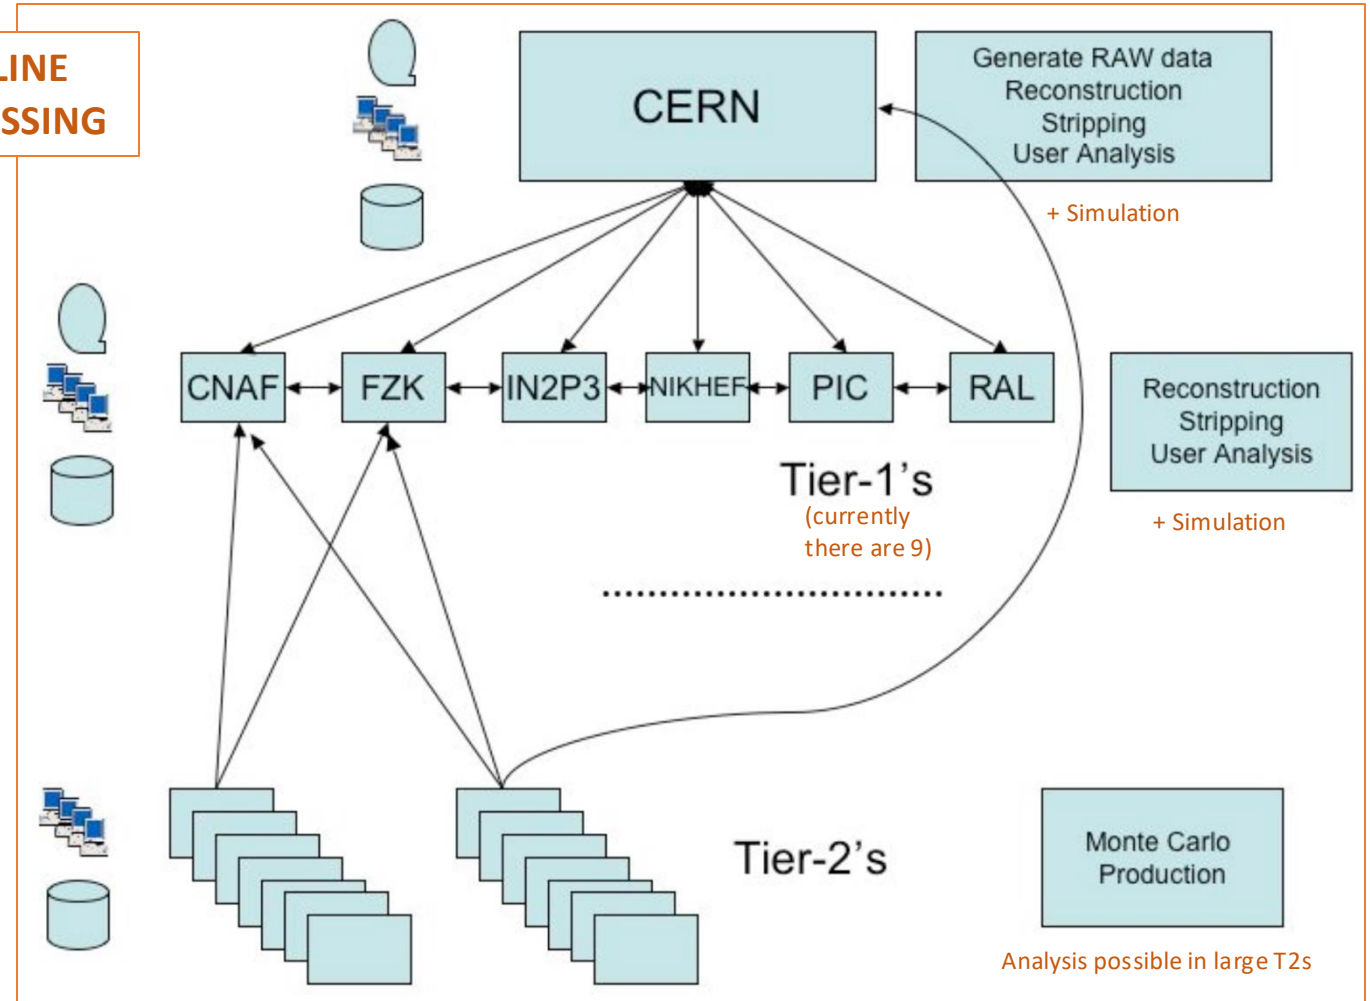 LINE
SSING
CERN
Generate RAW data
Reconstruction
Stripping
User Analysis
+ Simulation
CNAF
FZK
IN2P3
NIKHEF
PIC
RAL
Reconstruction
Stripping
User Analysis
+ Simulation
Tier-1's
(currently
there are 9)
Tier-2's
Monte Carlo
Production
Analysis possible in large T2s